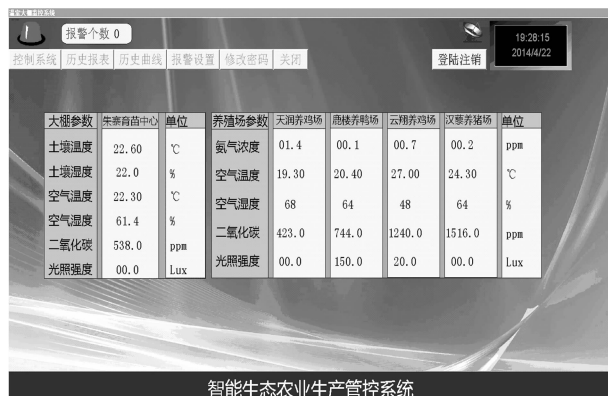 温室大棚监控系统
报警个数 0
19:28:15
2014/4/22
控制系统 历史报表 历史曲线 报警设置 修改密码 关闭 登陆注销
大棚参数 朱寨育苗中心 单位 养殖场参数 天润养鸡场 鹿楼养鸭场 云翔养鸡场 汉蓼养猪场 单位
土壤温度 22.60 ℃ 氨气浓度 01.4 00.1 00.7 00.2 ppm
土壤湿度 22.0 % 空气温度 19.30 20.40 27.00 24.30 ℃
空气温度 22.30 ℃ 空气湿度 68 64 48 64 %
空气湿度 61.4 % 二氧化碳 423.0 744.0 1240.0 1516.0 ppm
二氧化碳 538.0 ppm 光照强度 00.0 150.0 20.0 00.0 Lux
光照强度 00.0 Lux
智能生态农业生产管控系统